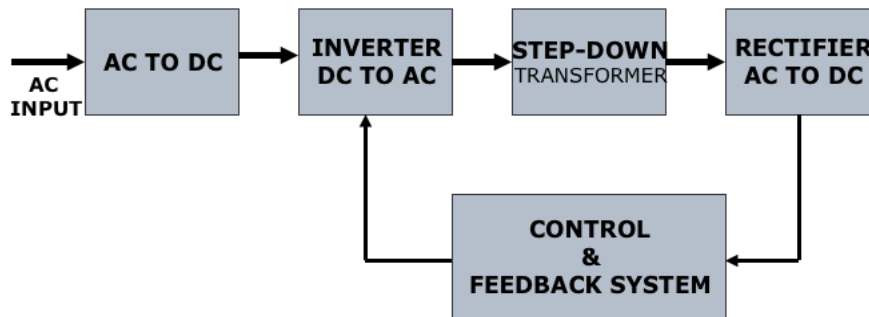 AC
INPUT
AC TO DC
INVERTER
DC TO AC
STEP-DOWN
TRANSFORMER
RECTIFIER
AC TO DC
CONTROL
&
FEEDBACK SYSTEM